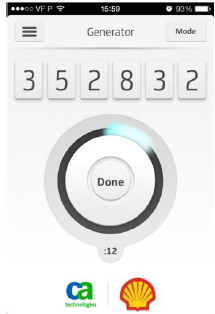 ●●●○○ VF P 15:59 93%
Generator Mode
3 5 2 8 3 2
Done
:12
ca
technologies